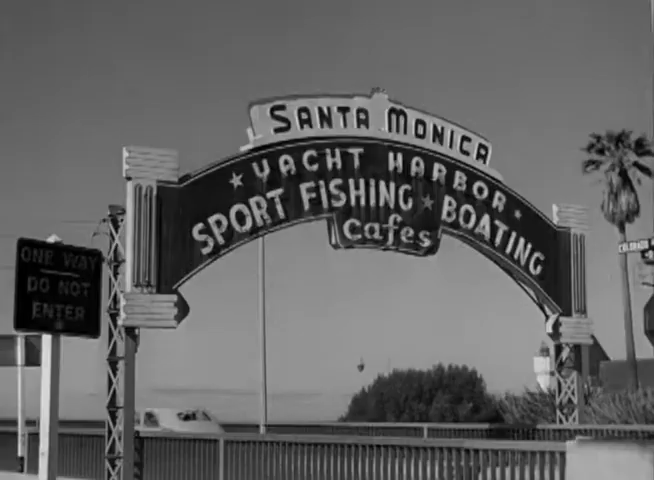 SANTA MONICA
YACHT HARBOR
SPORT FISHING BOATING
cafes
ONE WAY
DO NOT
ENTER
COLORADO